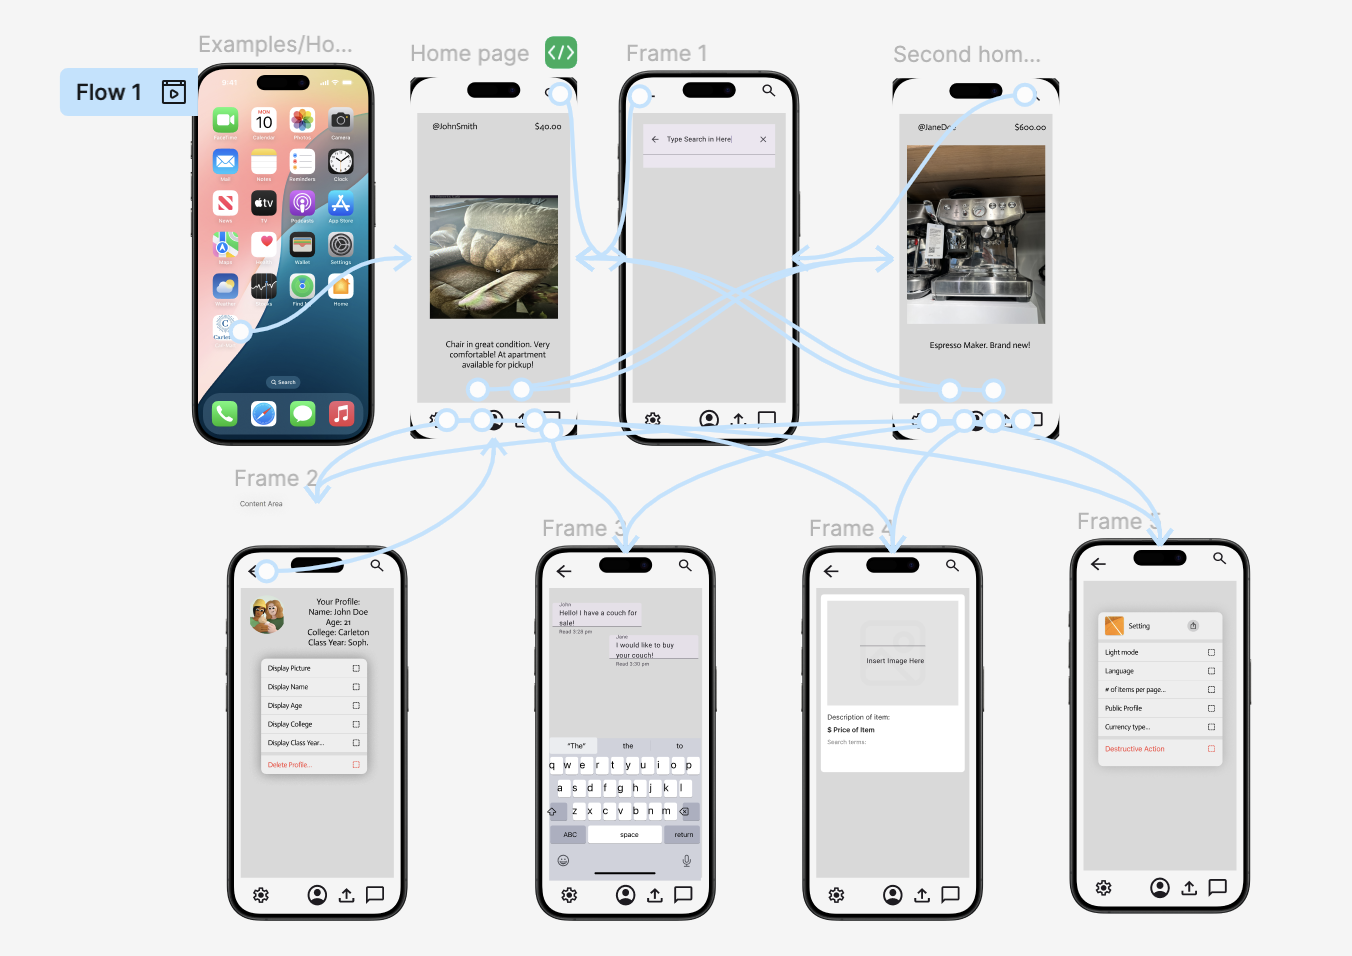 Examples/Ho...
Home page
Frame 1
Second hom...
Flow 1
9:41
MON
10
FaceTime
Calendar
Photos
Camera
Mail
Notes
Reminders
Clock
News
TV
Podcasts
App Store
Maps
Health
Wallet
Settings
Weather
Home
Search
@JohnSmith
$40.00
Chair in great condition. Very
comfortable! At apartment
available for pickup!
Type Search in Here
@JaneDoe
$600.00
Espresso Maker. Brand new!
Frame 2
Content Area
Frame 3
Frame 4
Frame 5
Your Profile:
Name: John Doe
Age: 21
College: Carleton
Class Year: Soph.
Display Picture
Display Name
Display Age
Display College
Display Class Year...
Delete Profile...
John
Hello! I have a couch for
sale!
Read 3:28 pm
Jane
I would like to buy
your couch!
Read 3:30 pm
"The"
the
to
q w e r t y u i o p
a s d f g h j k l
z x c v b n m
ABC
space
return
Insert Image Here
Description of item:
$ Price of Item
Search terms:
Setting
Light mode
Language
# of Items per page...
Public Profile
Currency type...
Destructive Action